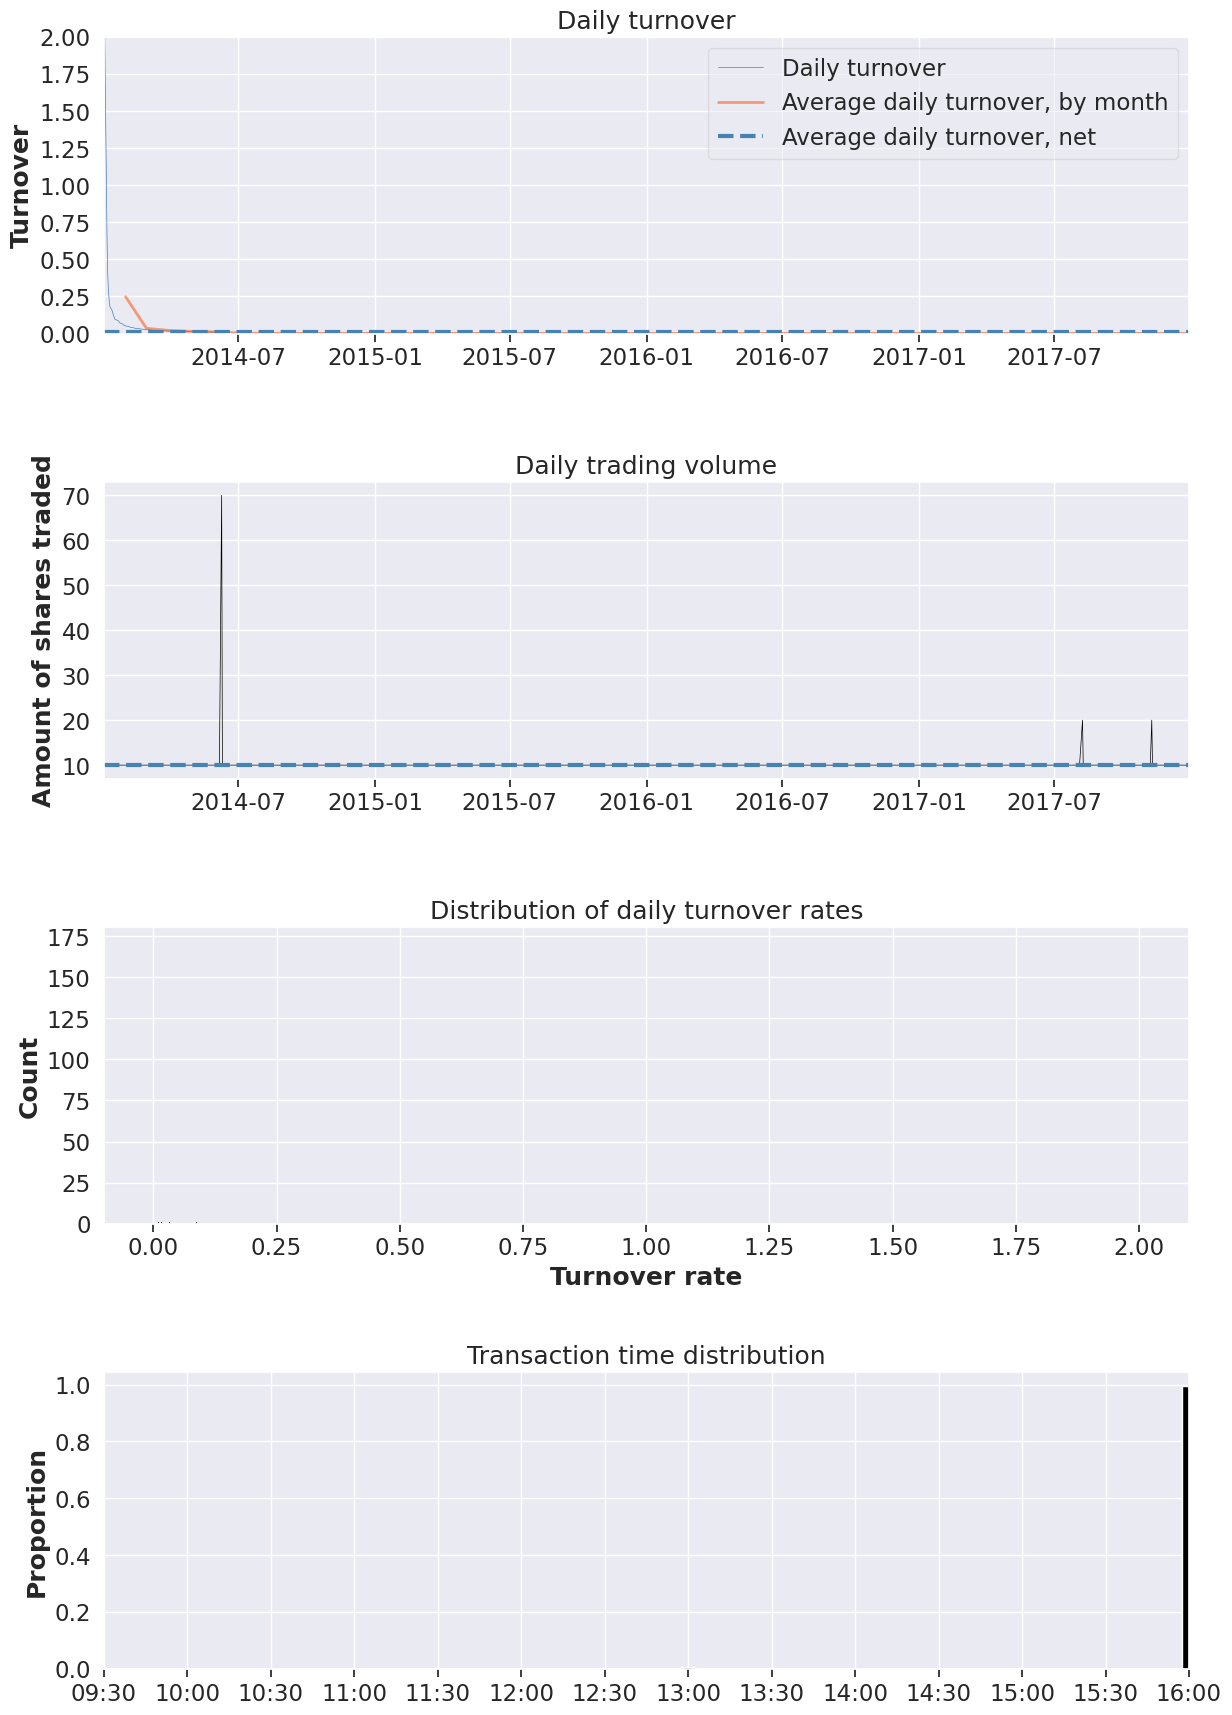 Daily turnover
2.00
1.75
1.50
1.25
1.00
0.75
0.50
0.25
0.00
Turnover
Daily turnover
Average daily turnover, by month
Average daily turnover, net
2014-07 2015-01 2015-07 2016-01 2016-07 2017-01 2017-07
Daily trading volume
70
60
50
40
30
20
10
Amount of shares traded
2014-07 2015-01 2015-07 2016-01 2016-07 2017-01 2017-07
Distribution of daily turnover rates
175
150
125
100
75
50
25
0
Count
0.00 0.25 0.50 0.75 1.00 1.25 1.50 1.75 2.00
Turnover rate
Transaction time distribution
1.0
0.8
0.6
0.4
0.2
0.0
Proportion
09:30 10:00 10:30 11:00 11:30 12:00 12:30 13:00 13:30 14:00 14:30 15:00 15:30 16:00